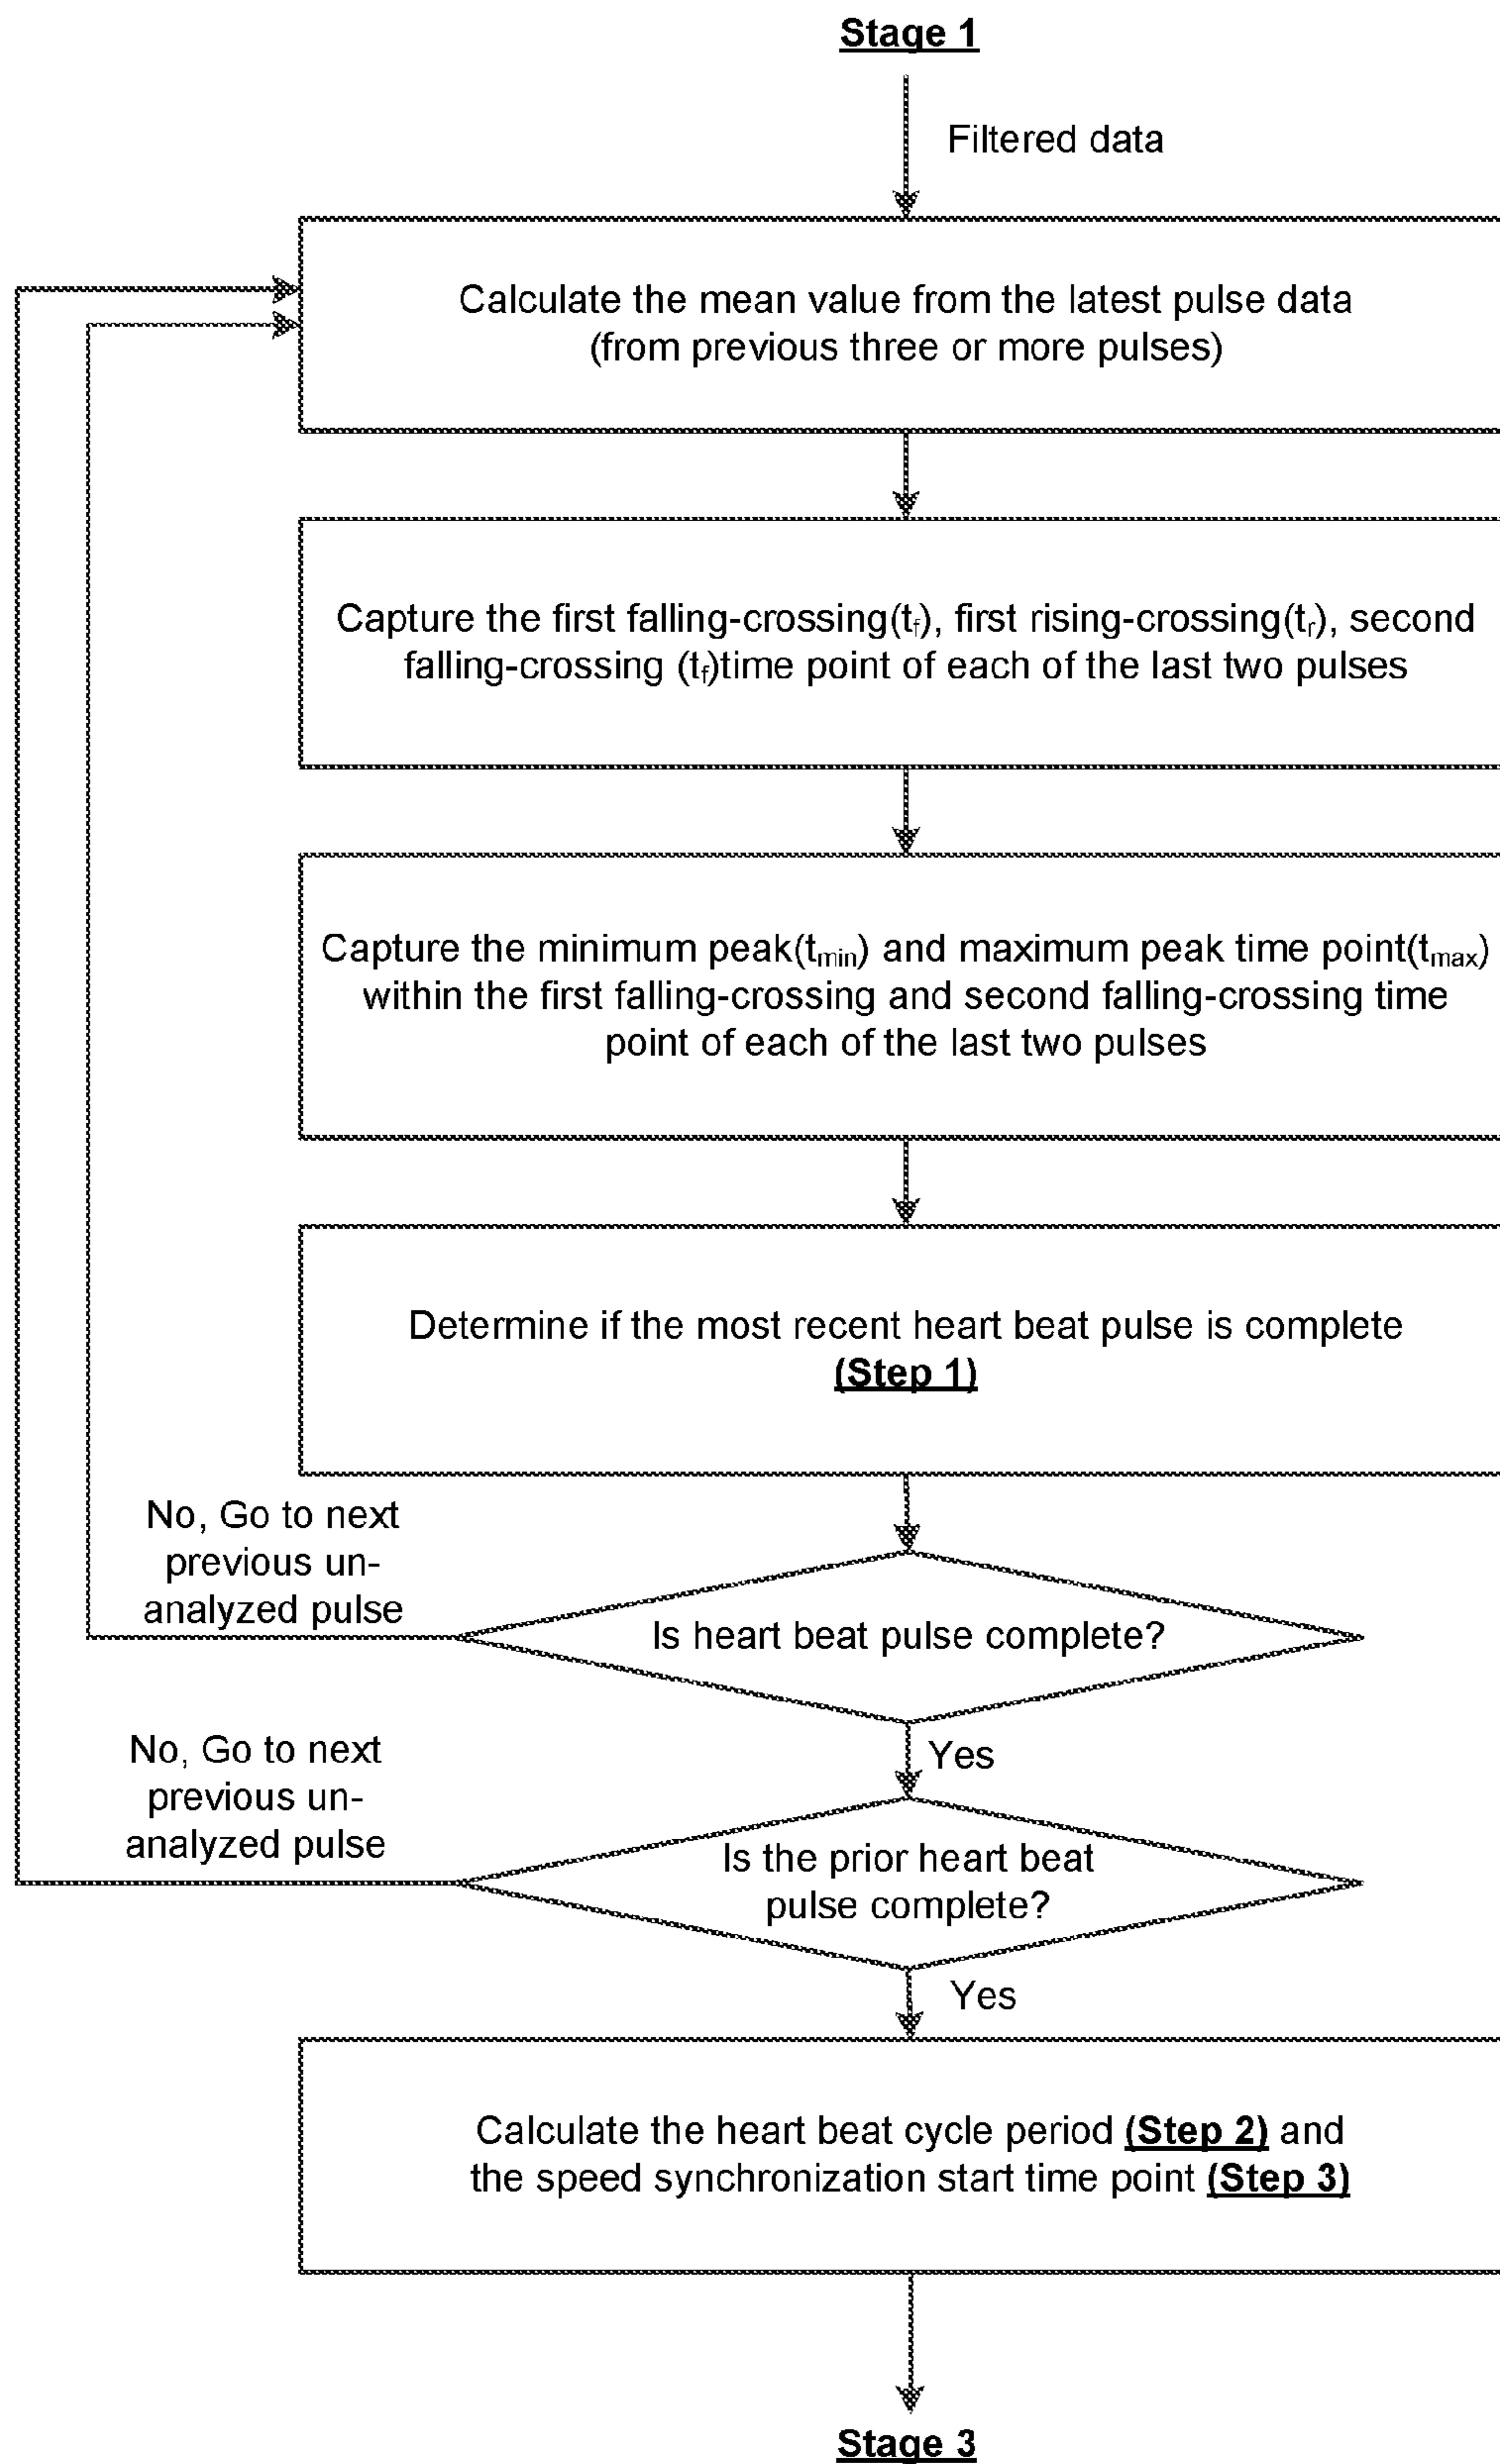 Stage 1
Filtered data
Calculate the mean value from the latest pulse data
(from previous three or more pulses)
Capture the first falling-crossing(tf), first rising-crossing(tr), second
falling-crossing (tf)time point of each of the last two pulses
Capture the minimum peak(tmin) and maximum peak time point(tmax)
within the first falling-crossing and second falling-crossing time
point of each of the last two pulses
Determine if the most recent heart beat pulse is complete
(Step 1)
No, Go to next
previous un-
analyzed pulse
Is heart beat pulse complete?
Yes
No, Go to next
previous un-
analyzed pulse
Is the prior heart beat
pulse complete?
Yes
Calculate the heart beat cycle period (Step 2) and
the speed synchronization start time point (Step 3)
Stage 3